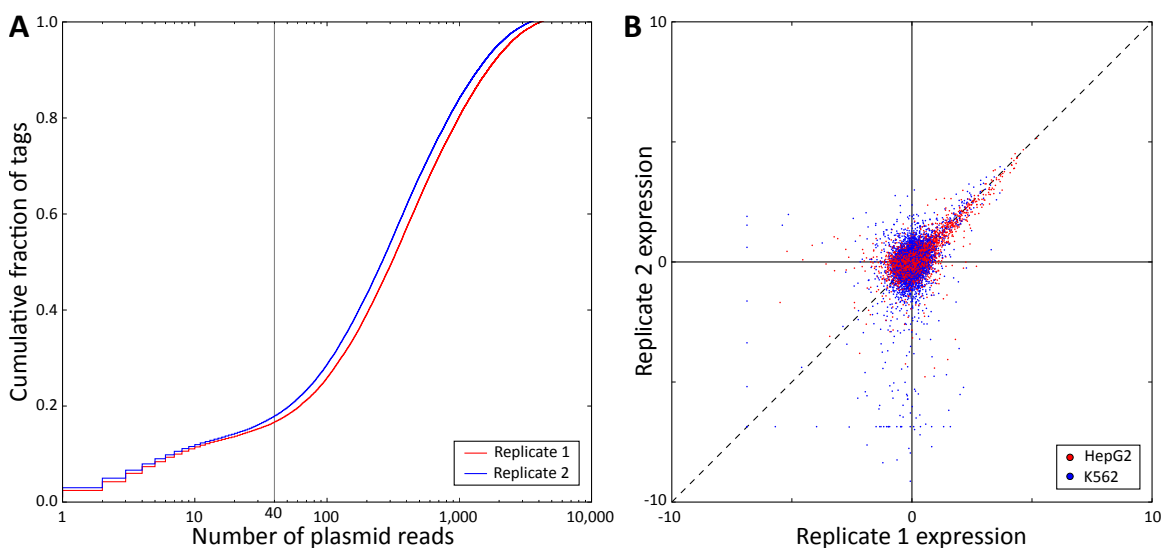 A
Cumulative fraction of tags
1.0
0.8
0.6
0.4
0.2
0.0
1
10
40
100
1,000
10,000
Number of plasmid reads
Replicate 1
Replicate 2
B
Replicate 2 expression
10
0
-10
-10
0
10
Replicate 1 expression
HepG2
K562